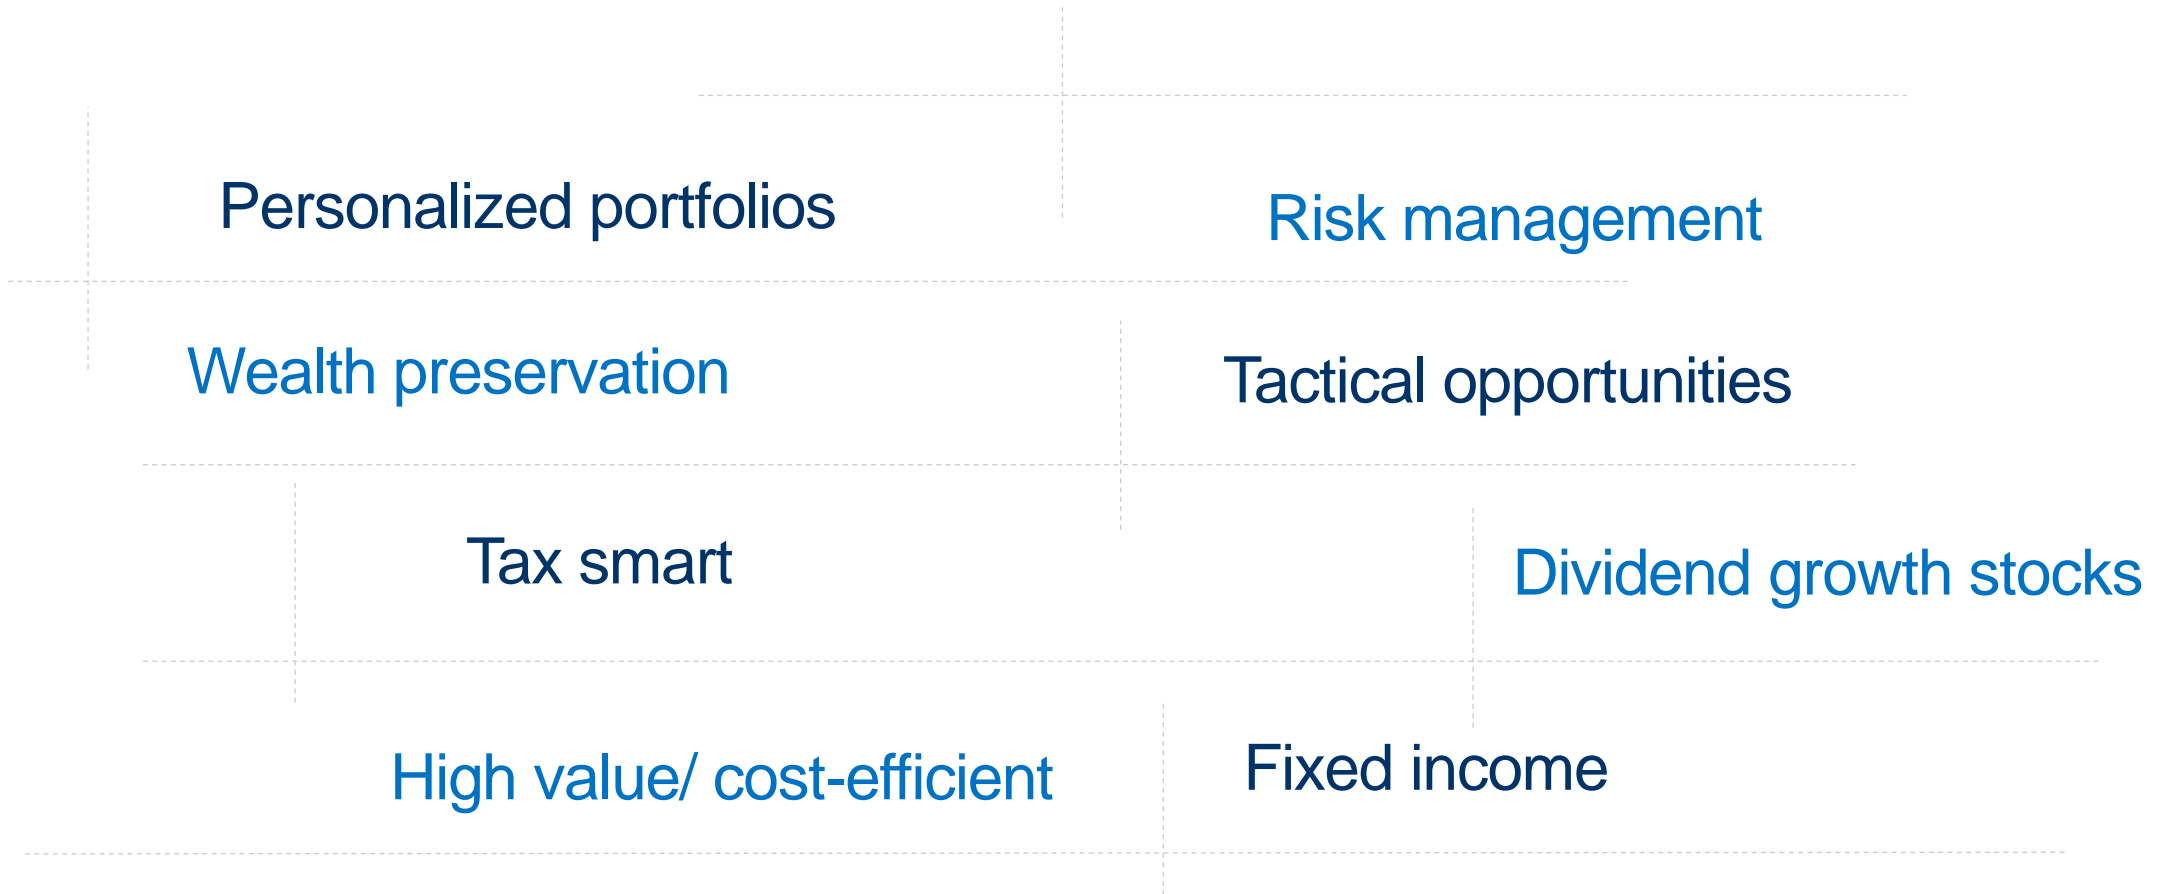 Personalized portfolios
Risk management
Wealth preservation
Tactical opportunities
Tax smart
Dividend growth stocks
High value/ cost-efficient
Fixed income